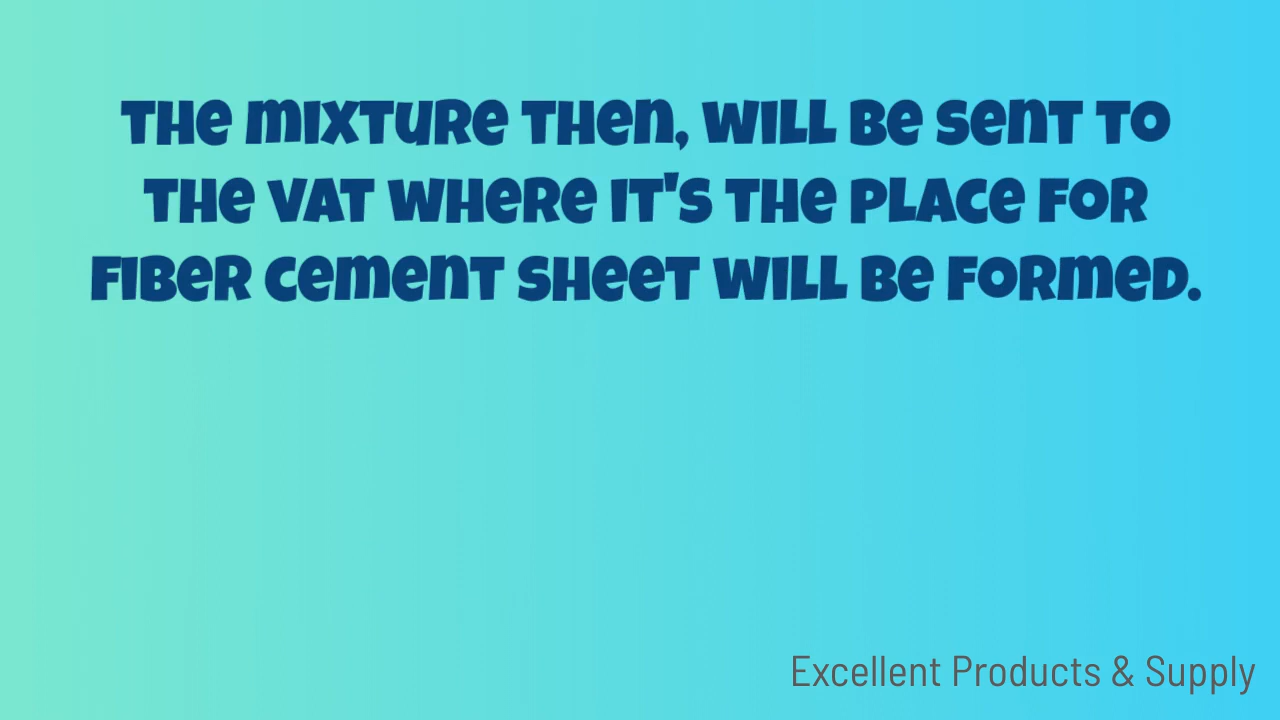 The mixture then, will be sent to
the vat where it's the place for
fiber cement sheet will be formed.
Excellent Products & Supply